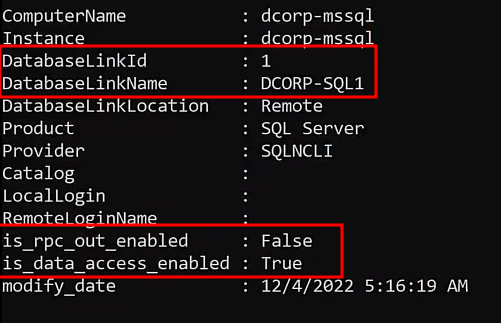 ComputerName : dcorp-mssql
Instance : dcorp-mssql
DatabaseLinkId : 1
DatabaseLinkName : DCORP-SQL1
DatabaseLinkLocation : Remote
Product : SQL Server
Provider : SQLNCLI
Catalog :
LocalLogin :
RemoteLoginName :
is_rpc_out_enabled : False
is_data_access_enabled : True
modify_date : 12/4/2022 5:16:19 AM